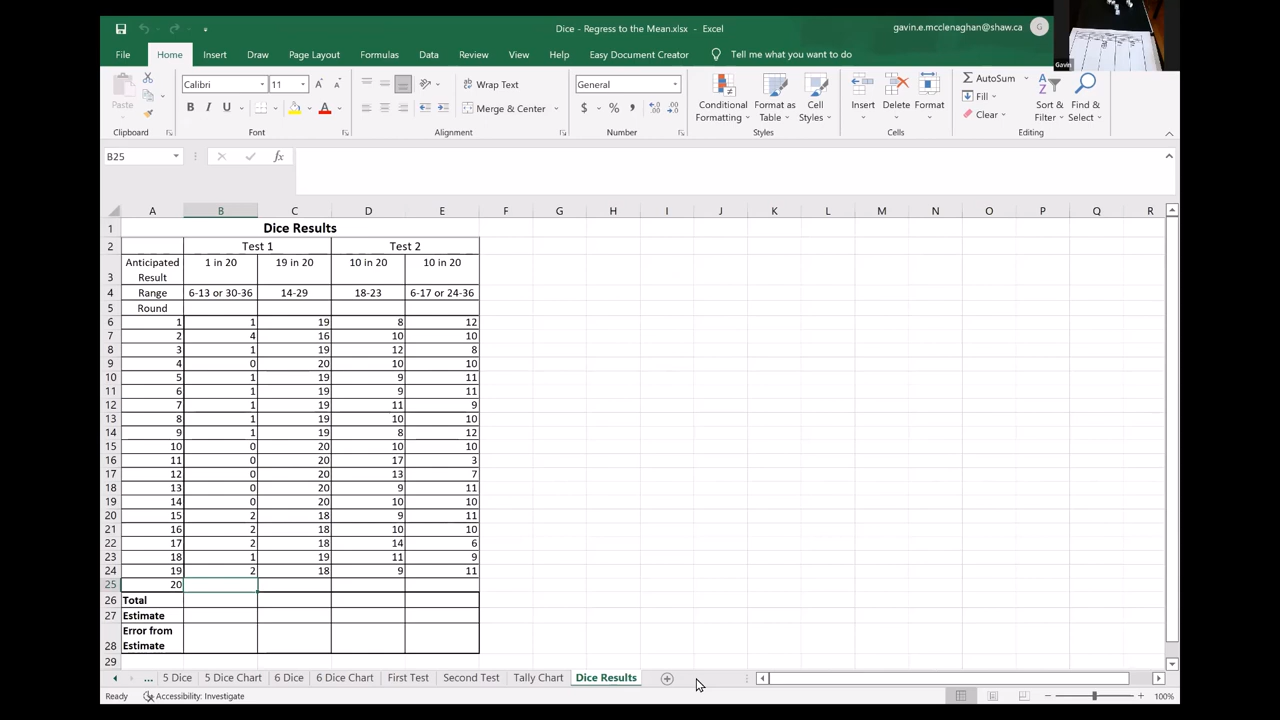 Dice - Regress to the Mean.xlsx - Excel
gavin.e.mcclenaghan@shaw.ca
G
Gavin
File Home Insert Draw Page Layout Formulas Data Review View Help Easy Document Creator Tell me what you want to do
Calibri 11 A A Wrap Text General Conditional Formatting Format as Table Cell Styles Insert Delete Format AutoSum Sort & Filter Find & Select
Paste B I U A Merge & Center $ % , Fill
Clear
Clipboard Font Alignment Number Styles Cells Editing
B25 fx
A B C D E F G H I J K L M N O P Q R
1 Dice Results
2 Test 1 Test 2
3 Anticipated Result 1 in 20 19 in 20 10 in 20 10 in 20
4 Range 6-13 or 30-36 14-29 18-23 6-17 or 24-36
5 Round
6 1 1 19 8 12
7 2 4 16 10 10
8 3 1 19 12 8
9 4 0 20 10 10
10 5 1 19 9 11
11 6 1 19 9 11
12 7 1 19 11 9
13 8 1 19 10 10
14 9 1 19 8 12
15 10 0 20 10 10
16 11 0 20 17 3
17 12 0 20 13 7
18 13 0 20 9 11
19 14 0 20 10 10
20 15 2 18 9 11
21 16 2 18 10 10
22 17 2 18 14 6
23 18 1 19 11 9
24 19 2 18 9 11
25 20
26 Total
27 Estimate
28 Error from Estimate
29
... 5 Dice 5 Dice Chart 6 Dice 6 Dice Chart First Test Second Test Tally Chart Dice Results
Ready Accessibility: Investigate 100%